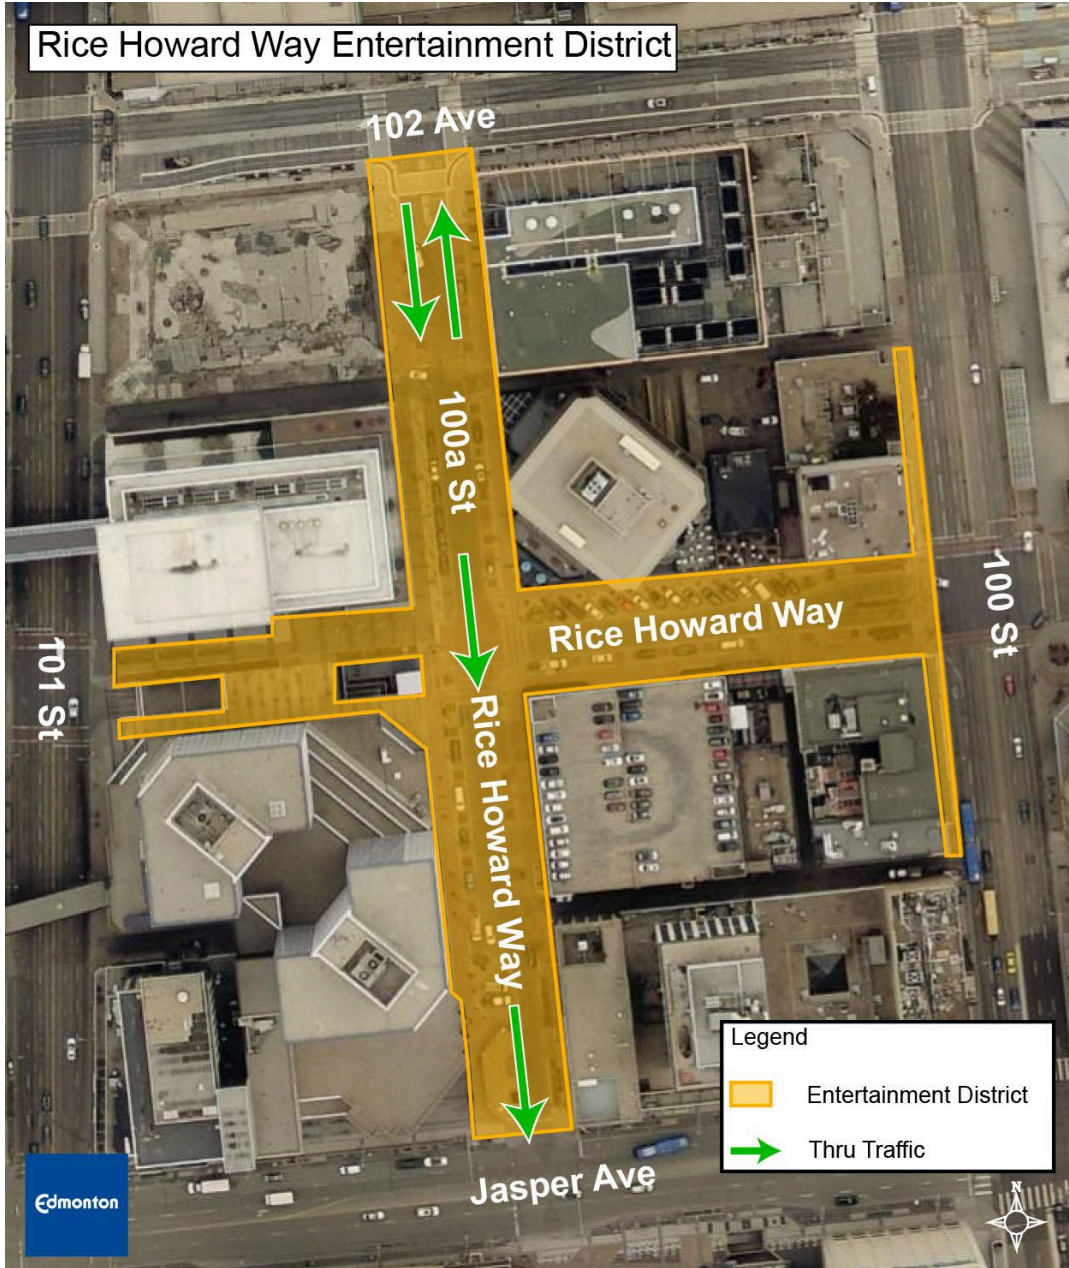 Rice Howard Way Entertainment District
102 Ave
100a St
Rice Howard Way
100 St
101 St
Rice Howard Way
Jasper Ave
Legend
Entertainment District
Thru Traffic
Edmonton
N